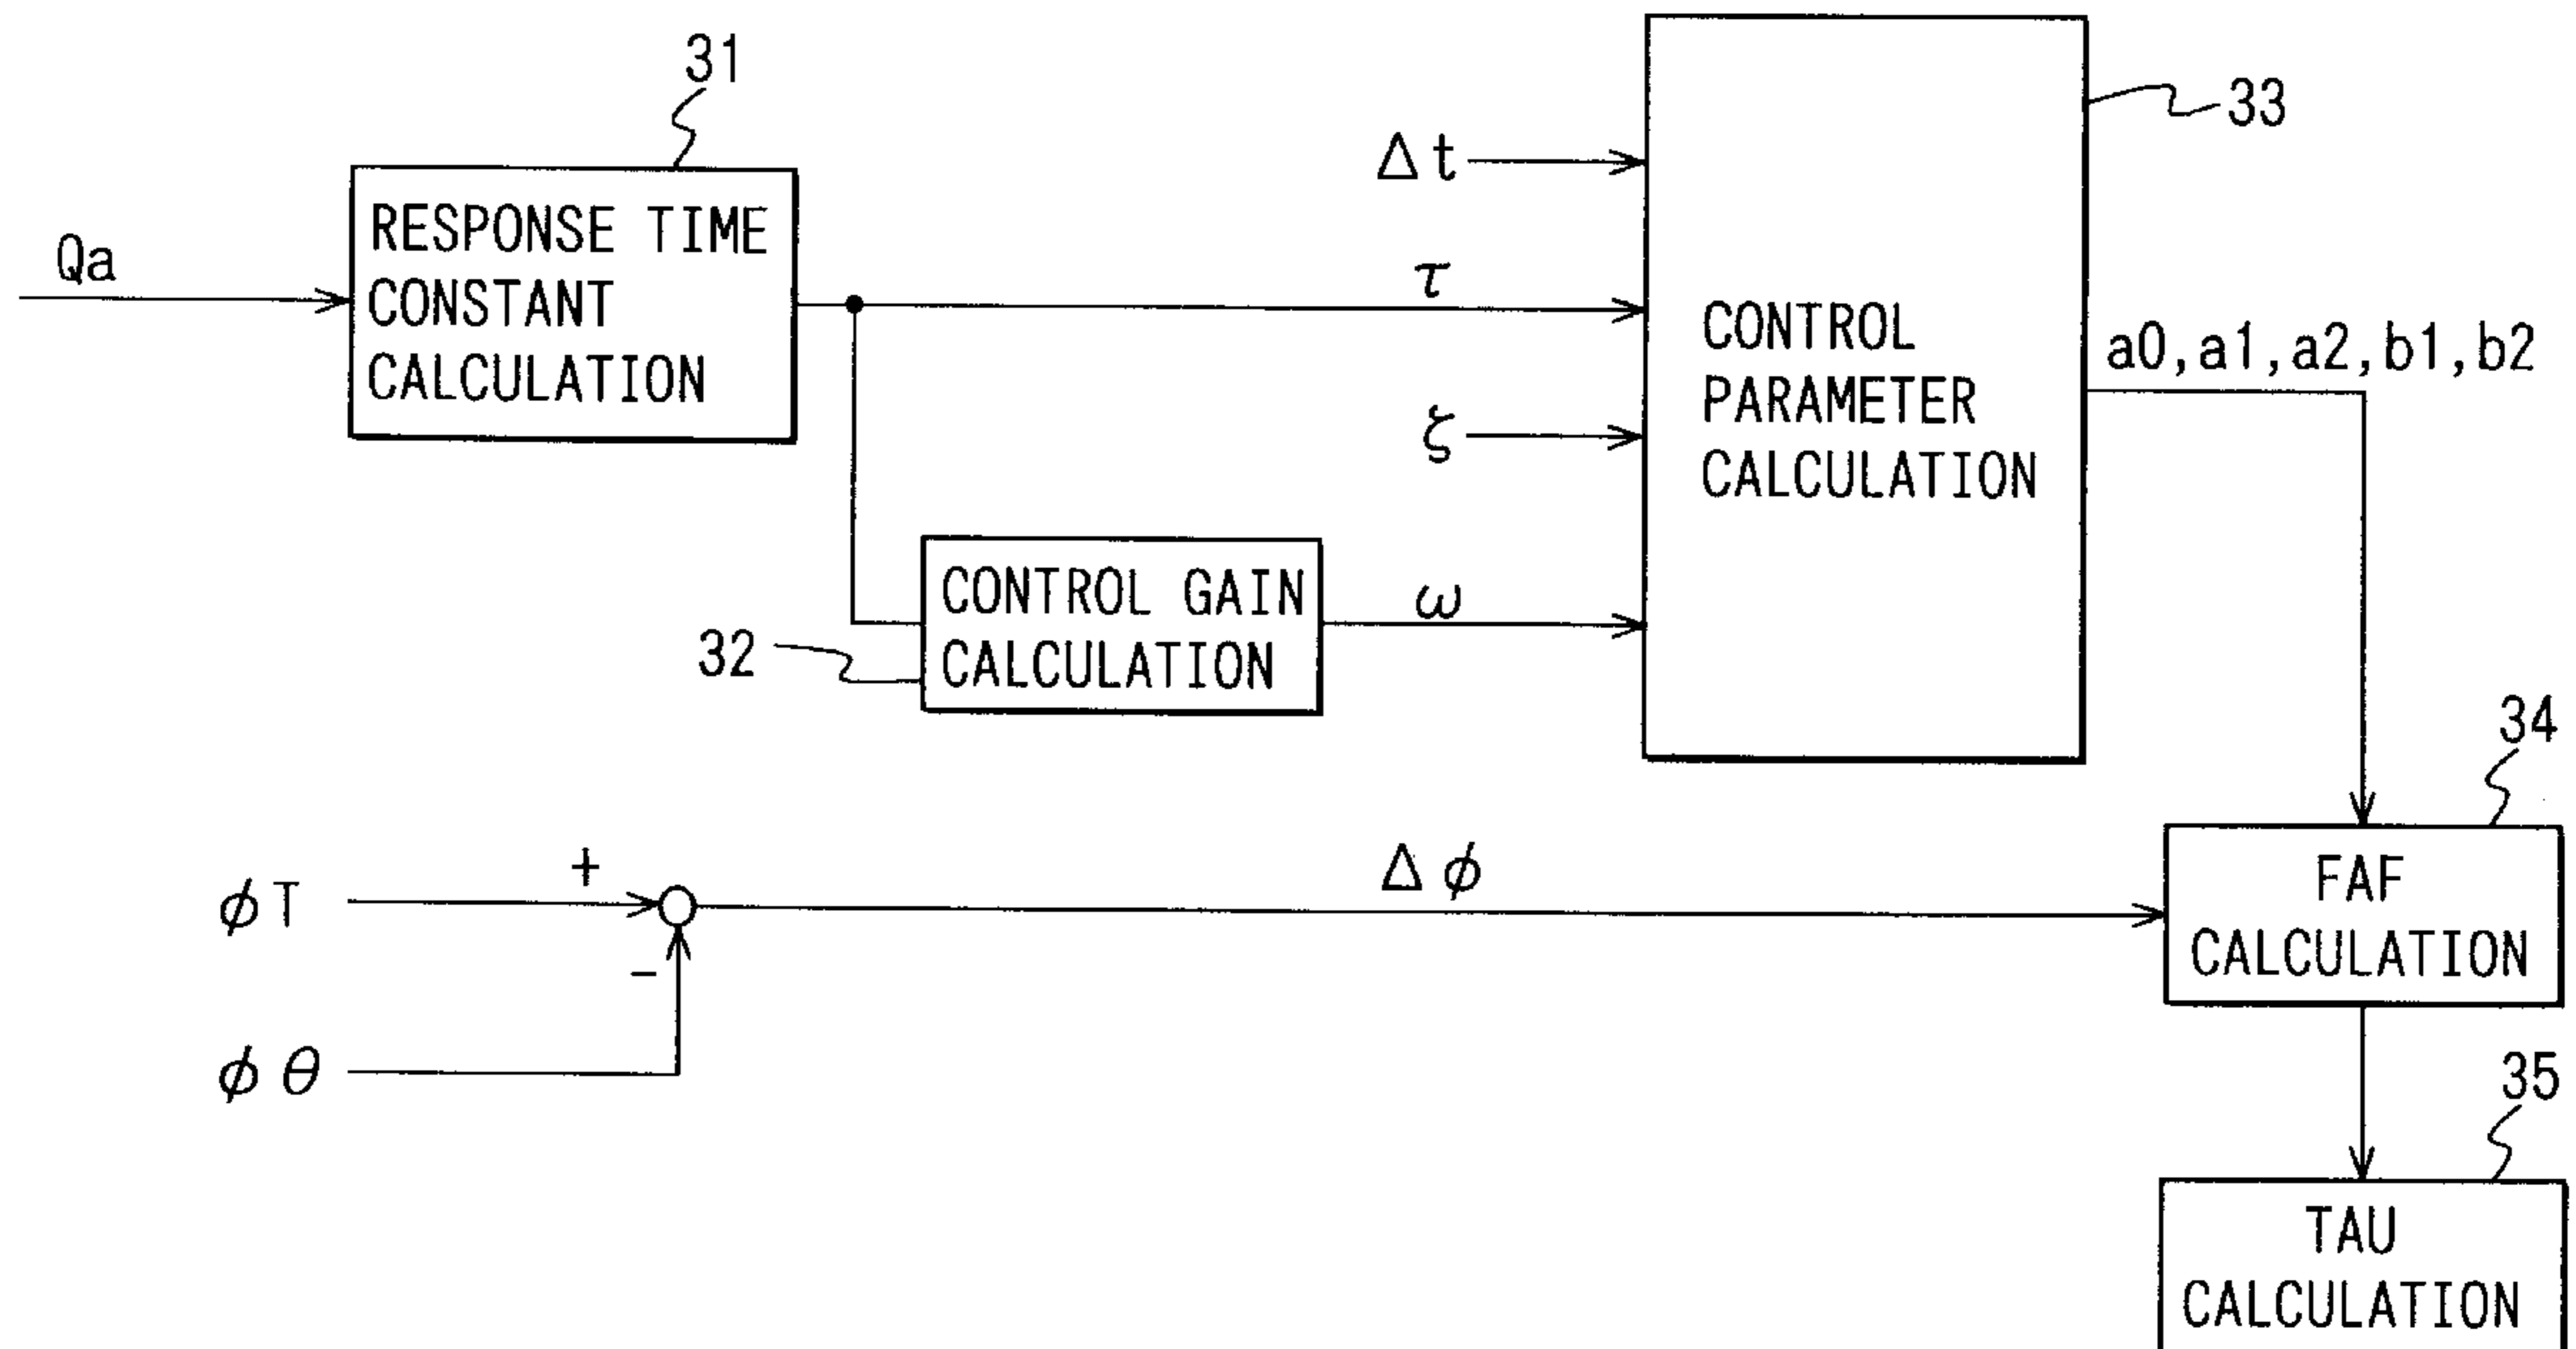 31
33
Qa
RESPONSE TIME
CONSTANT
CALCULATION
Δt
τ
ζ
ω
CONTROL
PARAMETER
CALCULATION
a0,a1,a2,b1,b2
32
CONTROL GAIN
CALCULATION
34
φT
+
-
Δφ
φθ
FAF
CALCULATION
35
TAU
CALCULATION